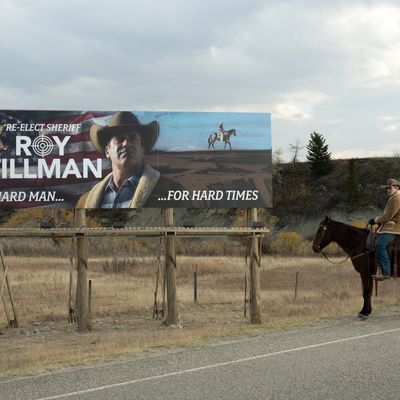 RE-ELECT SHERIFF
ROY
TILLMAN
HARD MAN...
...FOR HARD TIMES